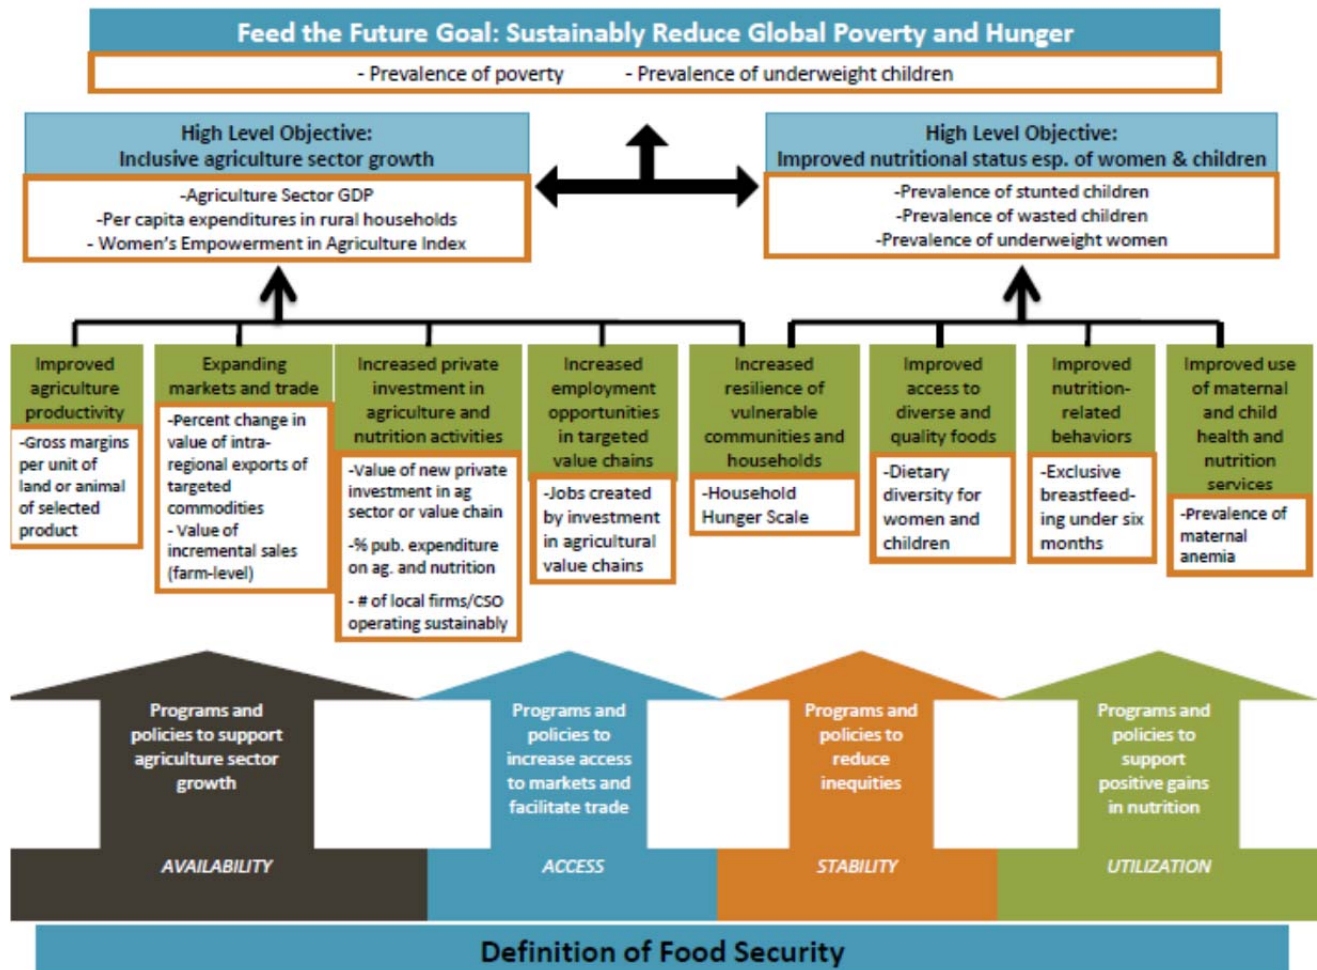 Feed the Future Goal: Sustainably Reduce Global Poverty and Hunger
- Prevalence of poverty - Prevalence of underweight children
High Level Objective:
Inclusive agriculture sector growth
-Agriculture Sector GDP
-Per capita expenditures in rural households
- Women's Empowerment in Agriculture Index
High Level Objective:
Improved nutritional status esp. of women & children
-Prevalence of stunted children
-Prevalence of wasted children
-Prevalence of underweight women
Improved
agriculture
productivity
-Gross margins
per unit of
land or animal
of selected
product
Expanding
markets and trade
-Percent change in
value of intra-
regional exports of
targeted
commodities
- Value of
incremental sales
(farm-level)
Increased private
investment in
agriculture and
nutrition activities
-Value of new private
investment in ag
sector or value chain
-% pub. expenditure
on ag. and nutrition
- # of local firms/CSO
operating sustainably
Increased
employment
opportunities
in targeted
value chains
-Jobs created
by investment
in agricultural
value chains
Increased
resilience of
vulnerable
communities and
households
-Household
Hunger Scale
Improved
access to
diverse and
quality foods
-Dietary
diversity for
women and
children
Improved
nutrition-
related
behaviors
-Exclusive
breastfeed-
ing under six
months
Improved use
of maternal
and child
health and
nutrition
services
-Prevalence of
maternal
anemia
Programs and
policies to support
agriculture sector
growth
AVAILABILITY
Programs and
policies to
increase access
to markets and
facilitate trade
ACCESS
Programs and
policies to
reduce
inequities
STABILITY
Programs and
policies to
support
positive gains
in nutrition
UTILIZATION
Definition of Food Security